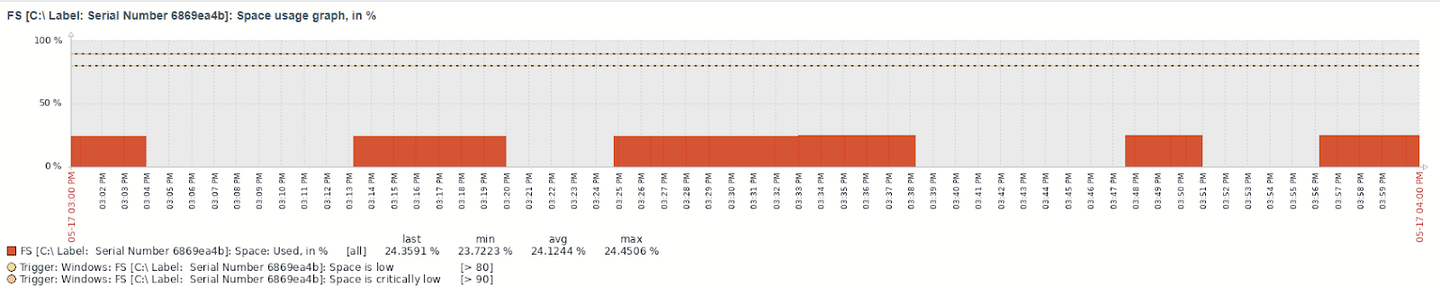 FS [C:\ Label: Serial Number 6869ea4b]: Space usage graph, in %
100 %
50 %
0 %
05-17 03:00 PM
03:02 PM
03:03 PM
03:04 PM
03:05 PM
03:06 PM
03:07 PM
03:08 PM
03:09 PM
03:10 PM
03:11 PM
03:12 PM
03:13 PM
03:14 PM
03:15 PM
03:16 PM
03:17 PM
03:18 PM
03:19 PM
03:20 PM
03:21 PM
03:22 PM
03:23 PM
03:24 PM
03:25 PM
03:26 PM
03:27 PM
03:28 PM
03:29 PM
03:30 PM
03:31 PM
03:32 PM
03:33 PM
03:34 PM
03:35 PM
03:36 PM
03:37 PM
03:38 PM
03:39 PM
03:40 PM
03:41 PM
03:42 PM
03:43 PM
03:44 PM
03:45 PM
03:46 PM
03:47 PM
03:48 PM
03:49 PM
03:50 PM
03:51 PM
03:52 PM
03:53 PM
03:54 PM
03:55 PM
03:56 PM
03:57 PM
03:58 PM
03:59 PM
05-17 04:00 PM
last min avg max
FS [C:\ Label:  Serial Number 6869ea4b]: Space: Used, in % [all] 24.3591 % 23.7223 % 24.1244 % 24.4506 %
Trigger: Windows: FS [C:\ Label:  Serial Number 6869ea4b]: Space is low [> 80]
Trigger: Windows: FS [C:\ Label:  Serial Number 6869ea4b]: Space is critically low [> 90]